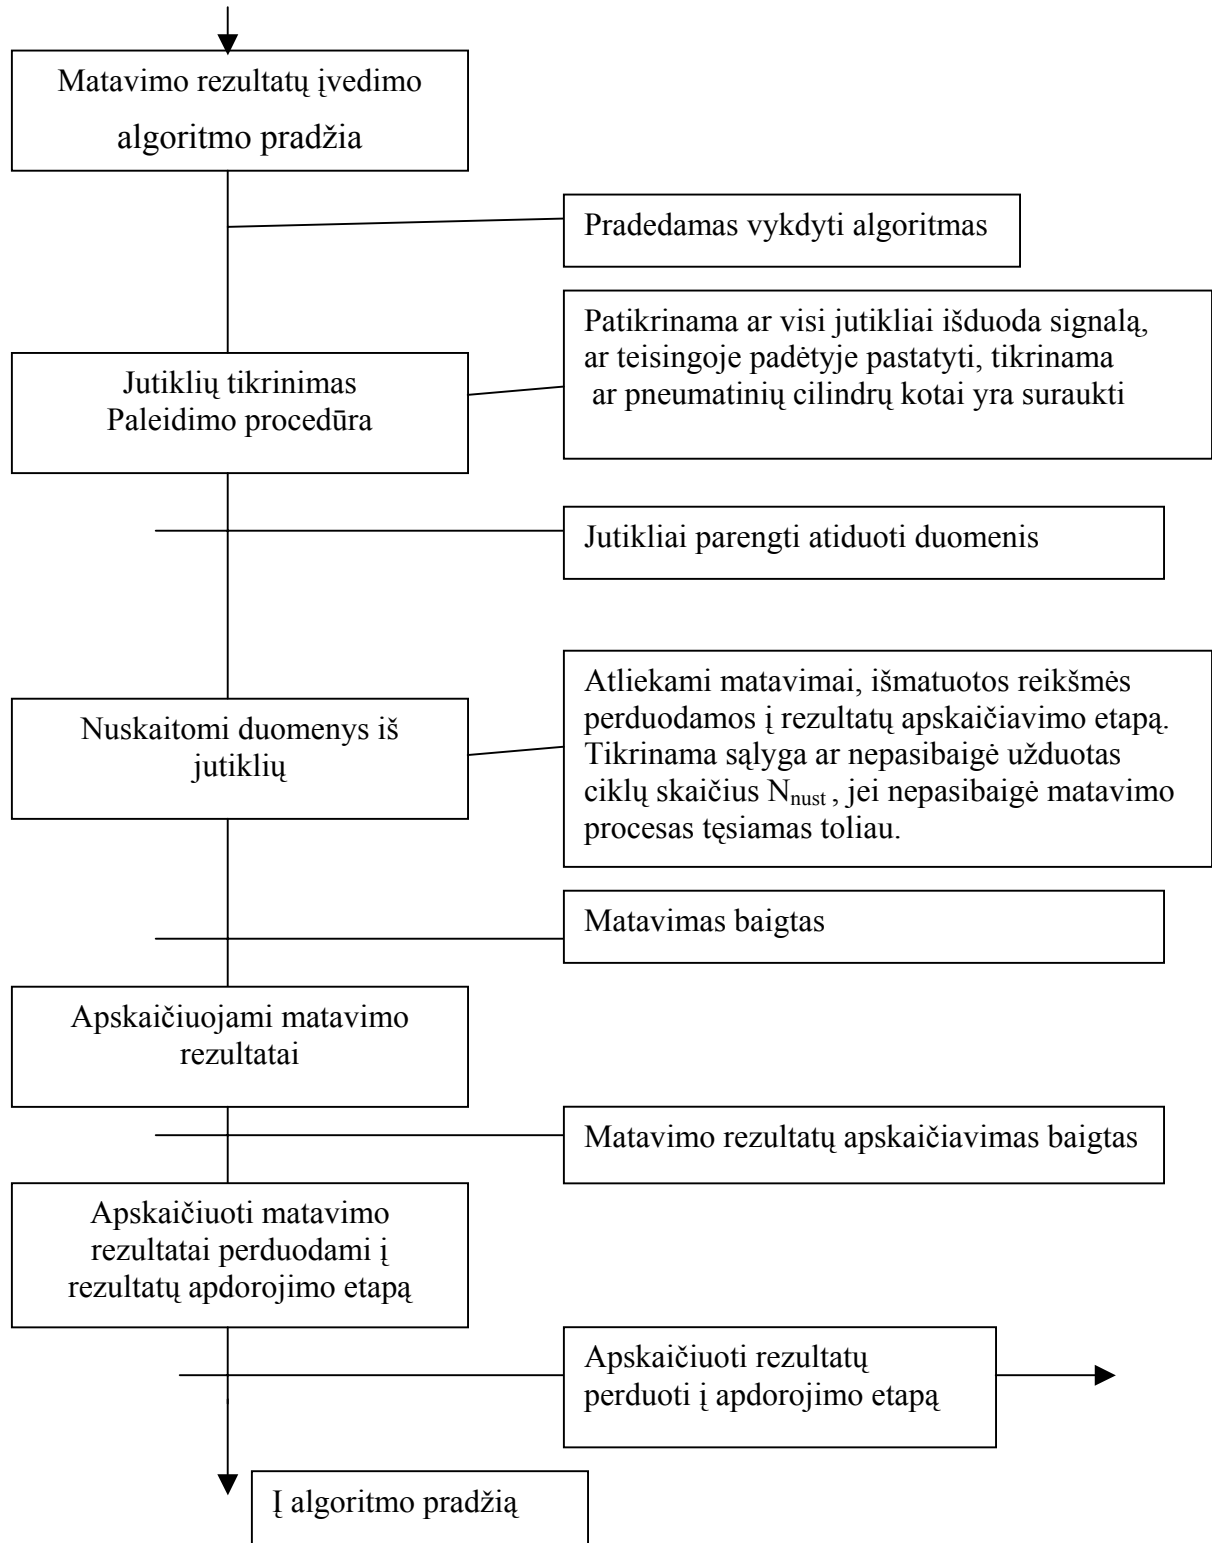 Matavimo rezultatų įvedimo
algoritmo pradžia
Pradedamas vykdyti algoritmas
Patikrinama ar visi jutikliai išduoda signalą,
ar teisingoje padėtyje pastatyti, tikrinama
ar pneumatinių cilindrų kotai yra suraukti
Jutiklių tikrinimas
Paleidimo procedūra
Jutikliai parengti atiduoti duomenis
Atliekami matavimai, išmatuotos reikšmės
perduodamos į rezultatų apskaičiavimo etapą.
Tikrinama sąlyga ar nepasibaigė užduotas
ciklų skaičius Nnust , jei nepasibaigė matavimo
procesas tęsiamas toliau.
Nuskaitomi duomenys iš
jutiklių
Matavimas baigtas
Apskaičiuojami matavimo
rezultatai
Matavimo rezultatų apskaičiavimas baigtas
Apskaičiuoti matavimo
rezultatai perduodami į
rezultatų apdorojimo etapą
Apskaičiuoti rezultatų
perduoti į apdorojimo etapą
Į algoritmo pradžią